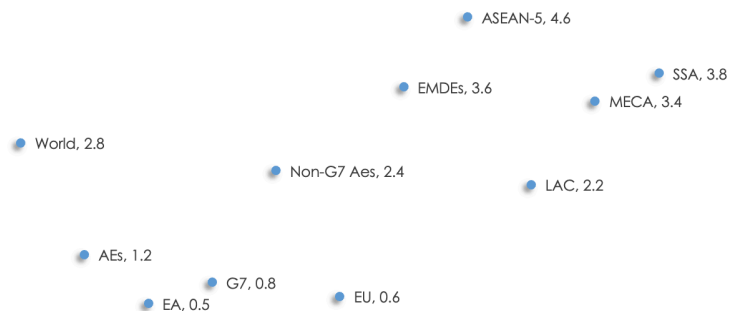 ASEAN-5, 4.6
SSA, 3.8
EMDEs, 3.6
MECA, 3.4
World, 2.8
Non-G7 Aes, 2.4
LAC, 2.2
AEs, 1.2
G7, 0.8
EU, 0.6
EA, 0.5